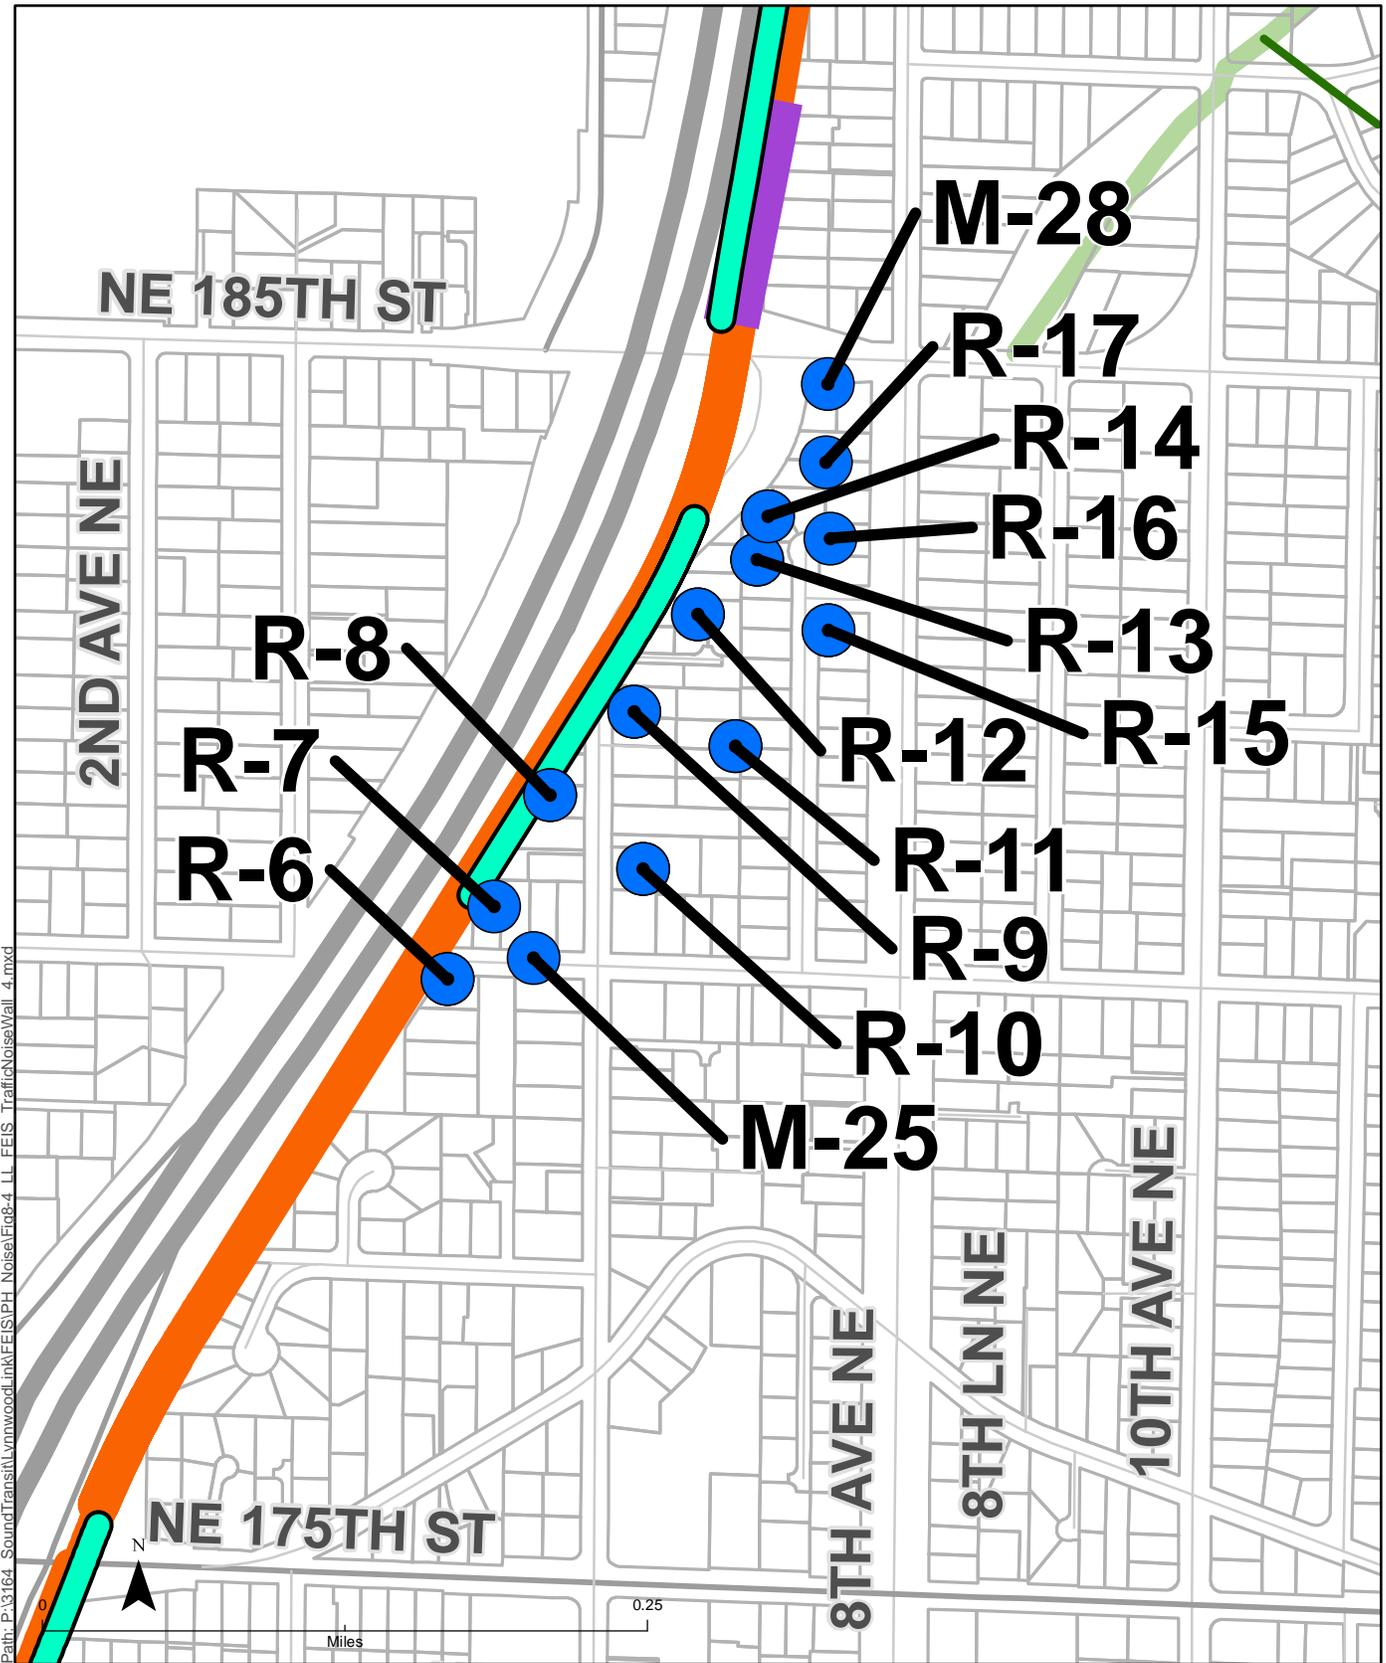 M-28
NE 185TH ST
R-17
R-14
R-16
2ND AVE NE
R-8
R-13
R-15
R-7
R-12
R-6
R-11
R-9
R-10
M-25
10TH AVE NE
8TH LN NE
8TH AVE NE
NE 175TH ST
N
0
0.25
Miles
Path: P:\3164_SoundTransit\LynnwoodLink\FEIS\PH_Noise\Fig8-4_LL_FEIS_TrafficNoiseWall_4.mxd